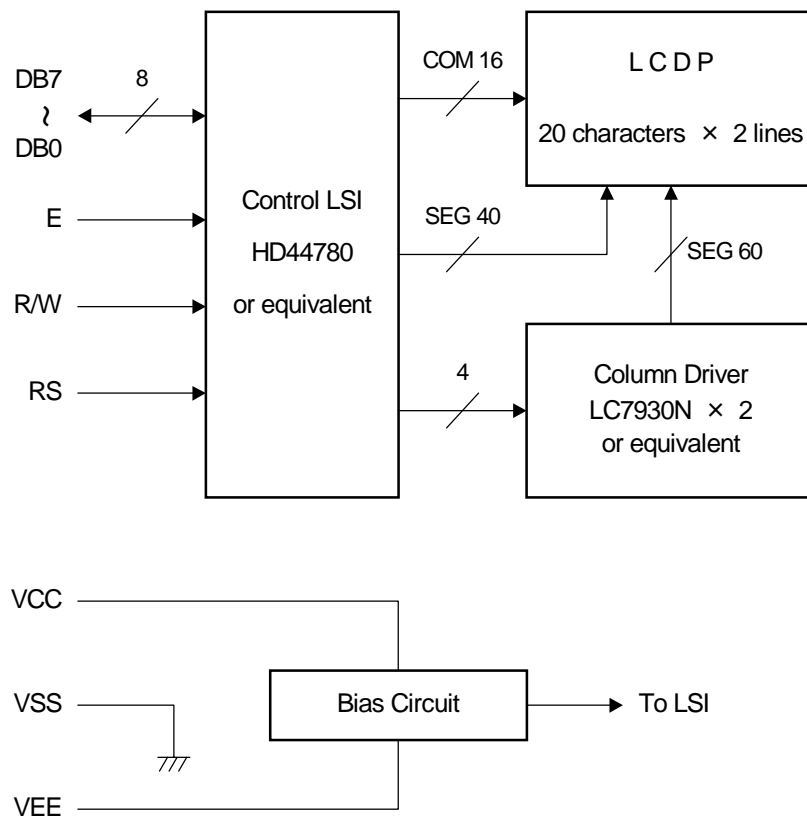 DB7
~
DB0
8
E
R/W
RS
Control LSI
HD44780
or equivalent
COM 16
SEG 40
4
L C D P
20 characters × 2 lines
SEG 60
Column Driver
LC7930N × 2
or equivalent
VCC
VSS
VEE
Bias Circuit
To LSI